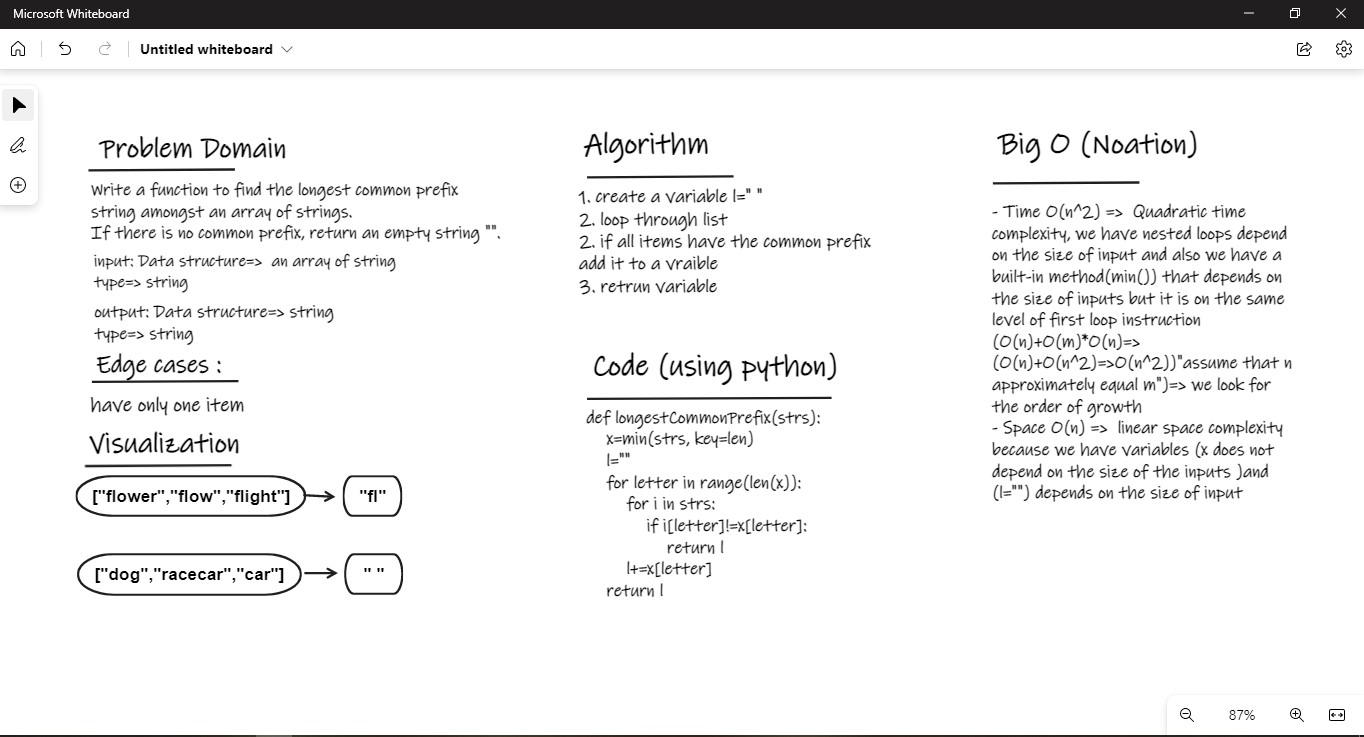 Microsoft Whiteboard
Untitled whiteboard
Problem Domain
Write a function to find the longest common prefix
string amongst an array of strings.
If there is no common prefix, return an empty string "".
input: Data structure=> an array of string
type=> string
output: Data structure=> string
type=> string
Edge cases :
have only one item
Visualization
["flower","flow","flight"]
"fl"
["dog","racecar","car"]
" "
Algorithm
1. create a variable l=" "
2. loop through list
2. if all items have the common prefix
add it to a vraible
3. retrun variable
Code (using python)
def longestCommonPrefix(strs):
x=min(strs, key=len)
l=""
for letter in range(len(x)):
for i in strs:
if i[letter]!=x[letter]:
return l
l+=x[letter]
return l
Big O (Noation)
- Time O(n^2) => Quadratic time
complexity, we have nested loops depend
on the size of input and also we have a
built-in method(min()) that depends on
the size of inputs but it is on the same
level of first loop instruction
(O(n)+O(m)*O(n)=>
(O(n)+O(n^2)=>O(n^2))"assume that n
approximately equal m")=> we look for
the order of growth
- Space O(n) => linear space complexity
because we have variables (x does not
depend on the size of the inputs )and
(l="") depends on the size of input
87%